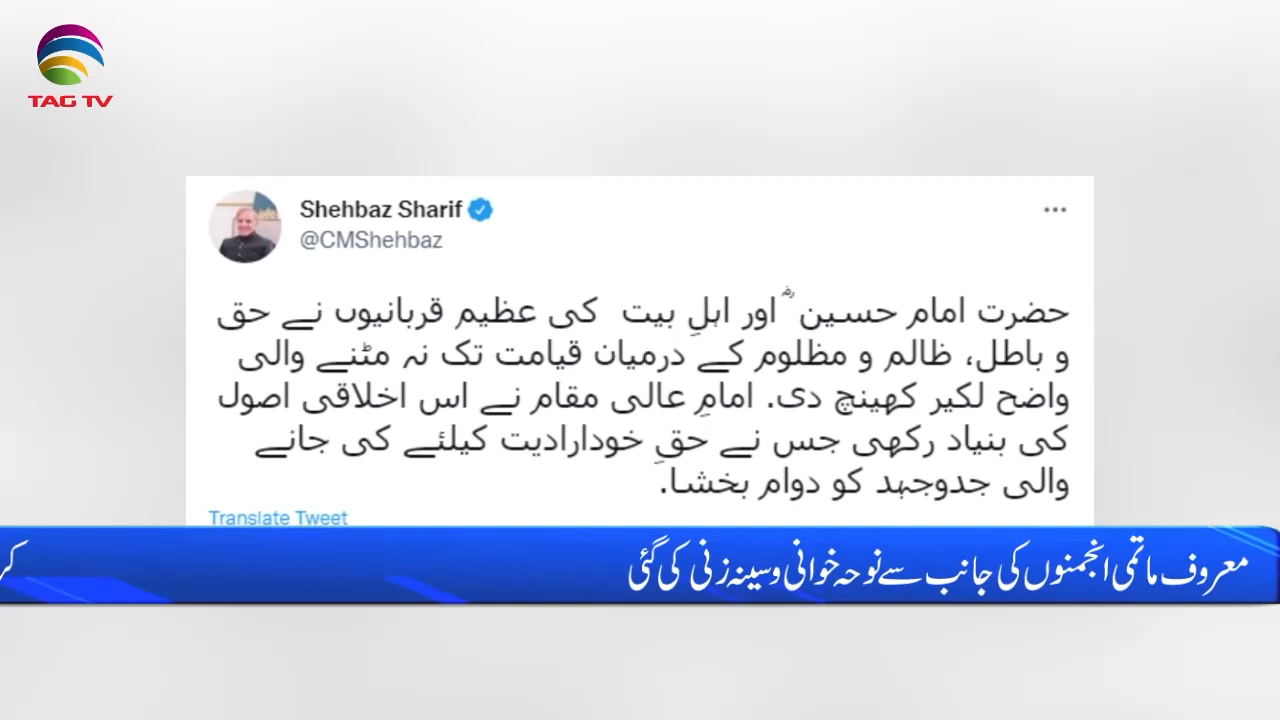 TAG TV
Shehbaz Sharif
@CMShehbaz
حضرت امام حسین ؓ اور اہلِ بیت کی عظیم قربانیوں نے حق
و باطل، ظالم و مظلوم کے درمیان قیامت تک نہ مٹنے والی
واضح لکیر کھینچ دی. امامِ عالی مقام نے اس اخلاقی اصول
کی بنیاد رکھی جس نے حقِ خودارادیت کیلئے کی جانے
والی جدوجہد کو دوام بخشا.
Translate Tweet
معروف ماتمی انجمنوں کی جانب سے نوحہ خوانی و سینہ زنی کی گئی